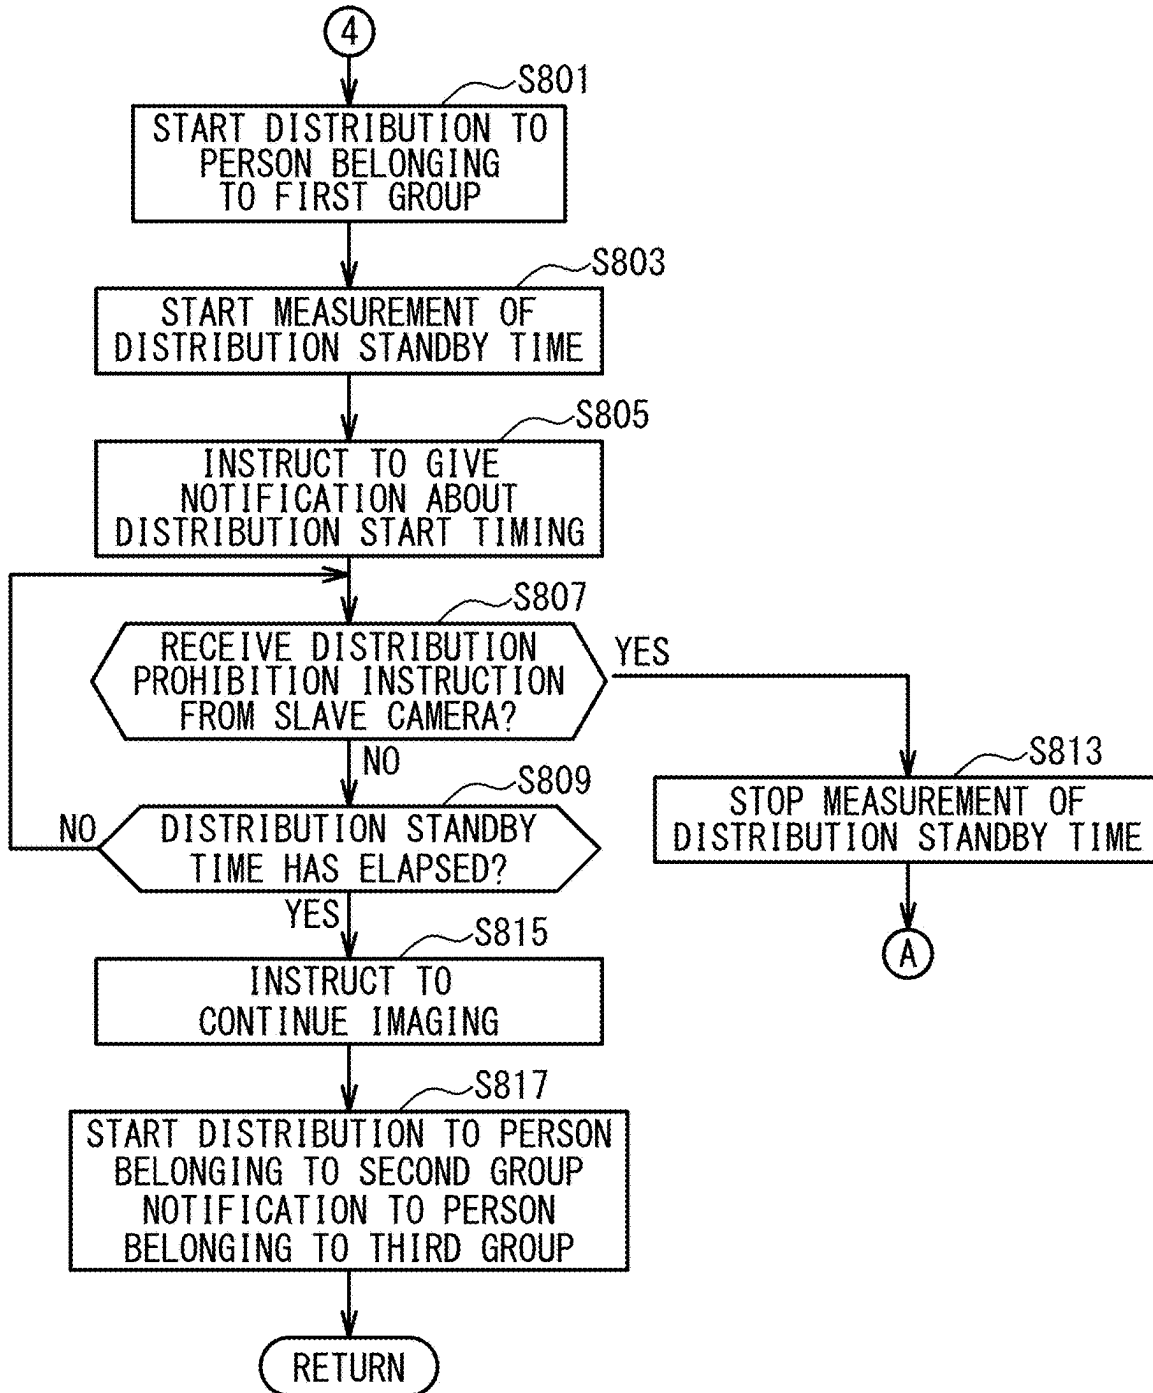 4
S801
START DISTRIBUTION TO
PERSON BELONGING
TO FIRST GROUP
S803
START MEASUREMENT OF
DISTRIBUTION STANDBY TIME
S805
INSTRUCT TO GIVE
NOTIFICATION ABOUT
DISTRIBUTION START TIMING
S807
RECEIVE DISTRIBUTION
PROHIBITION INSTRUCTION
FROM SLAVE CAMERA?
YES
NO
S809
DISTRIBUTION STANDBY
TIME HAS ELAPSED?
NO
YES
S813
STOP MEASUREMENT OF
DISTRIBUTION STANDBY TIME
A
S815
INSTRUCT TO
CONTINUE IMAGING
S817
START DISTRIBUTION TO PERSON
BELONGING TO SECOND GROUP
NOTIFICATION TO PERSON
BELONGING TO THIRD GROUP
RETURN